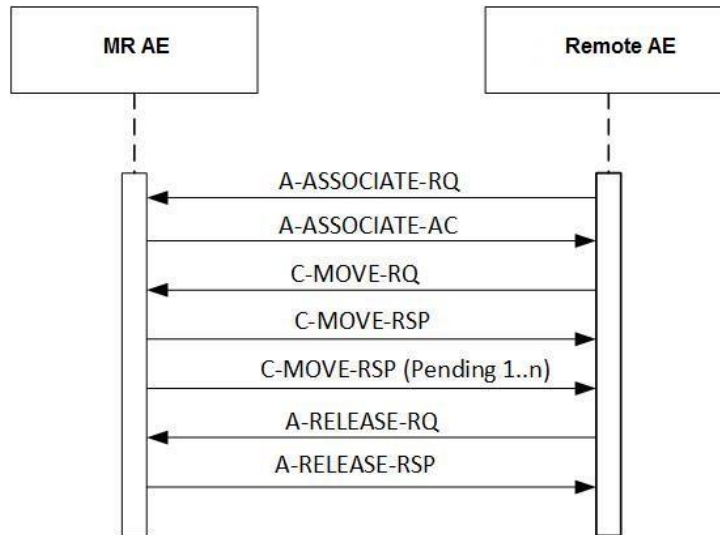 MR AE
Remote AE
A-ASSOCIATE-RQ
A-ASSOCIATE-AC
C-MOVE-RQ
C-MOVE-RSP
C-MOVE-RSP (Pending 1..n)
A-RELEASE-RQ
A-RELEASE-RSP